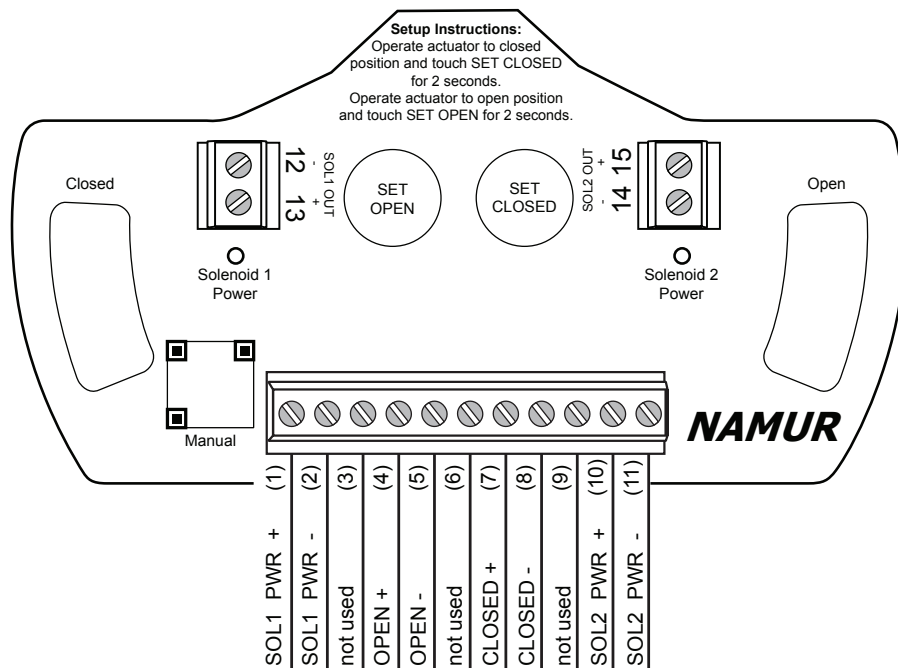 Setup Instructions:
Operate actuator to closed
position and touch SET CLOSED
for 2 seconds.
Operate actuator to open position
and touch SET OPEN for 2 seconds.
Closed
12
-
SOL1 OUT
+
13
SET
OPEN
SET
CLOSED
SOL2 OUT
+
-
15
14
Open
Solenoid 1
Power
Solenoid 2
Power
Manual
NAMUR
SOL1 PWR + (1)
SOL1 PWR - (2)
not used (3)
OPEN + (4)
OPEN - (5)
not used (6)
CLOSED + (7)
CLOSED - (8)
not used (9)
SOL2 PWR + (10)
SOL2 PWR - (11)